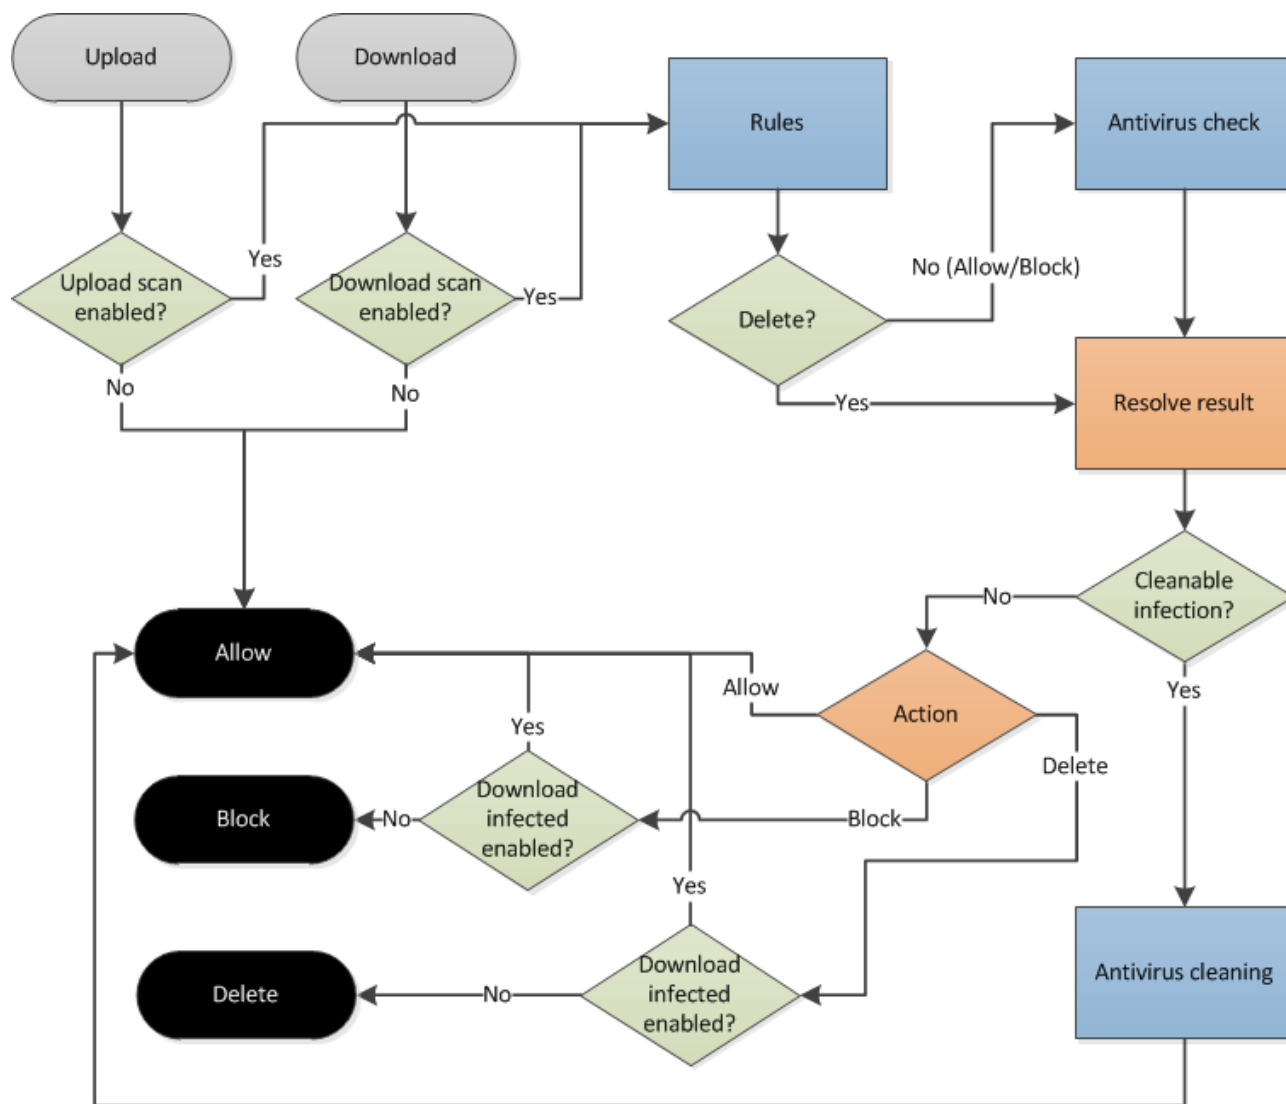 Upload
Download
Rules
Antivirus check
Yes
No (Allow/Block)
Upload scan
enabled?
Download scan
enabled?
Yes
Delete?
No
No
Yes
Resolve result
Cleanable
infection?
No
Allow
Allow
Action
Yes
Yes
Delete
Download
infected
enabled?
Block
No
Block
Yes
Download
infected
enabled?
Delete
No
Antivirus cleaning